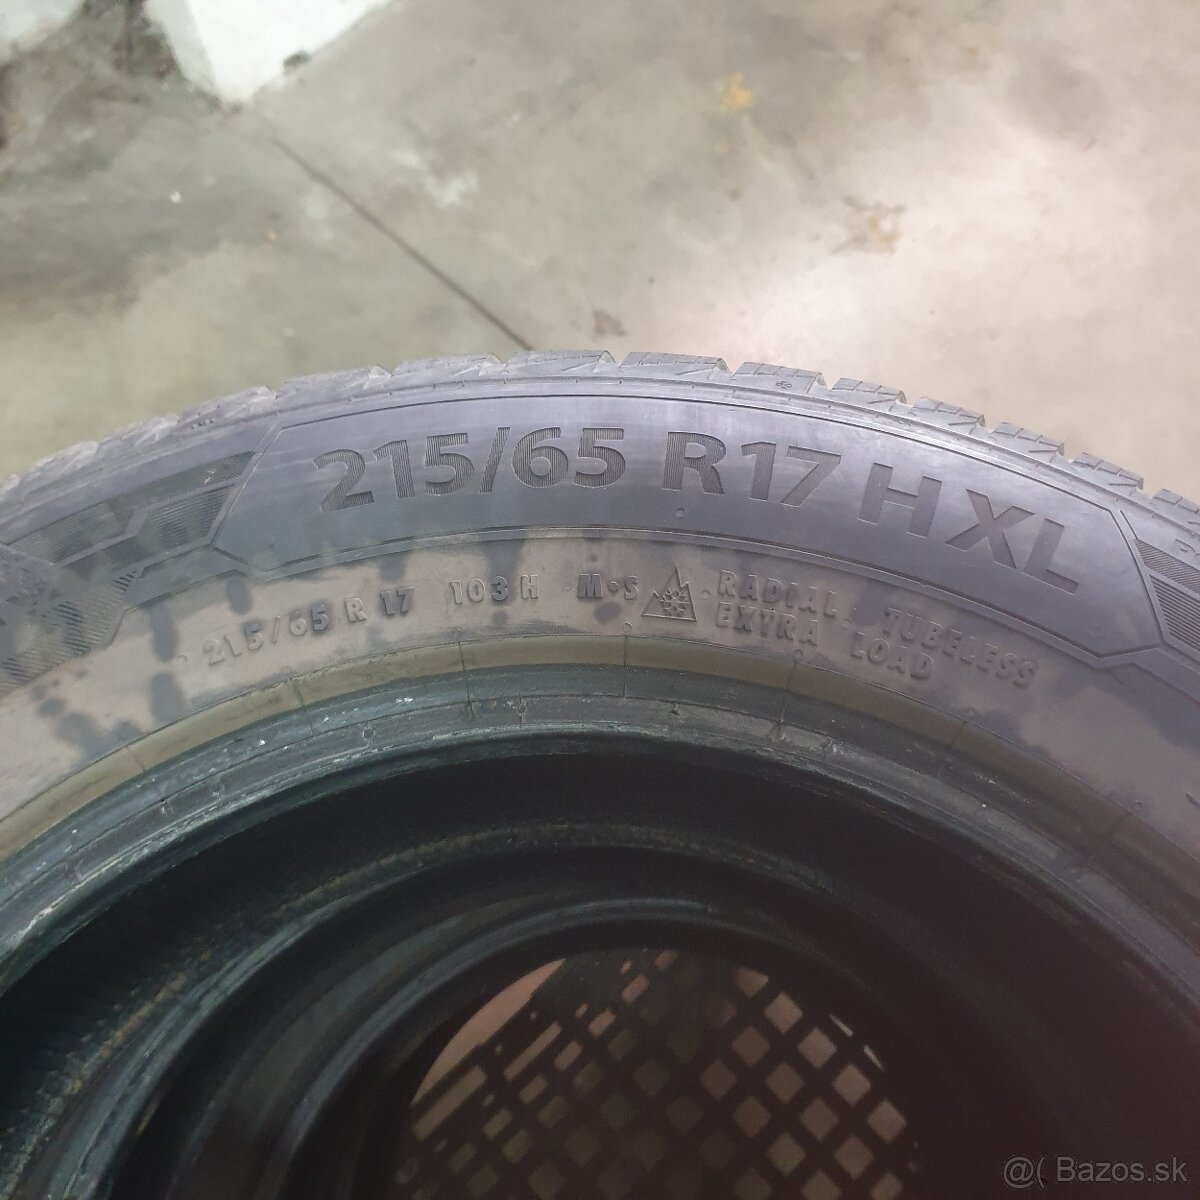 215/65 R17 H XL
215/65 R 17 103 H M+S RADIAL TUBELESS
EXTRA LOAD
@( Bazos.sk